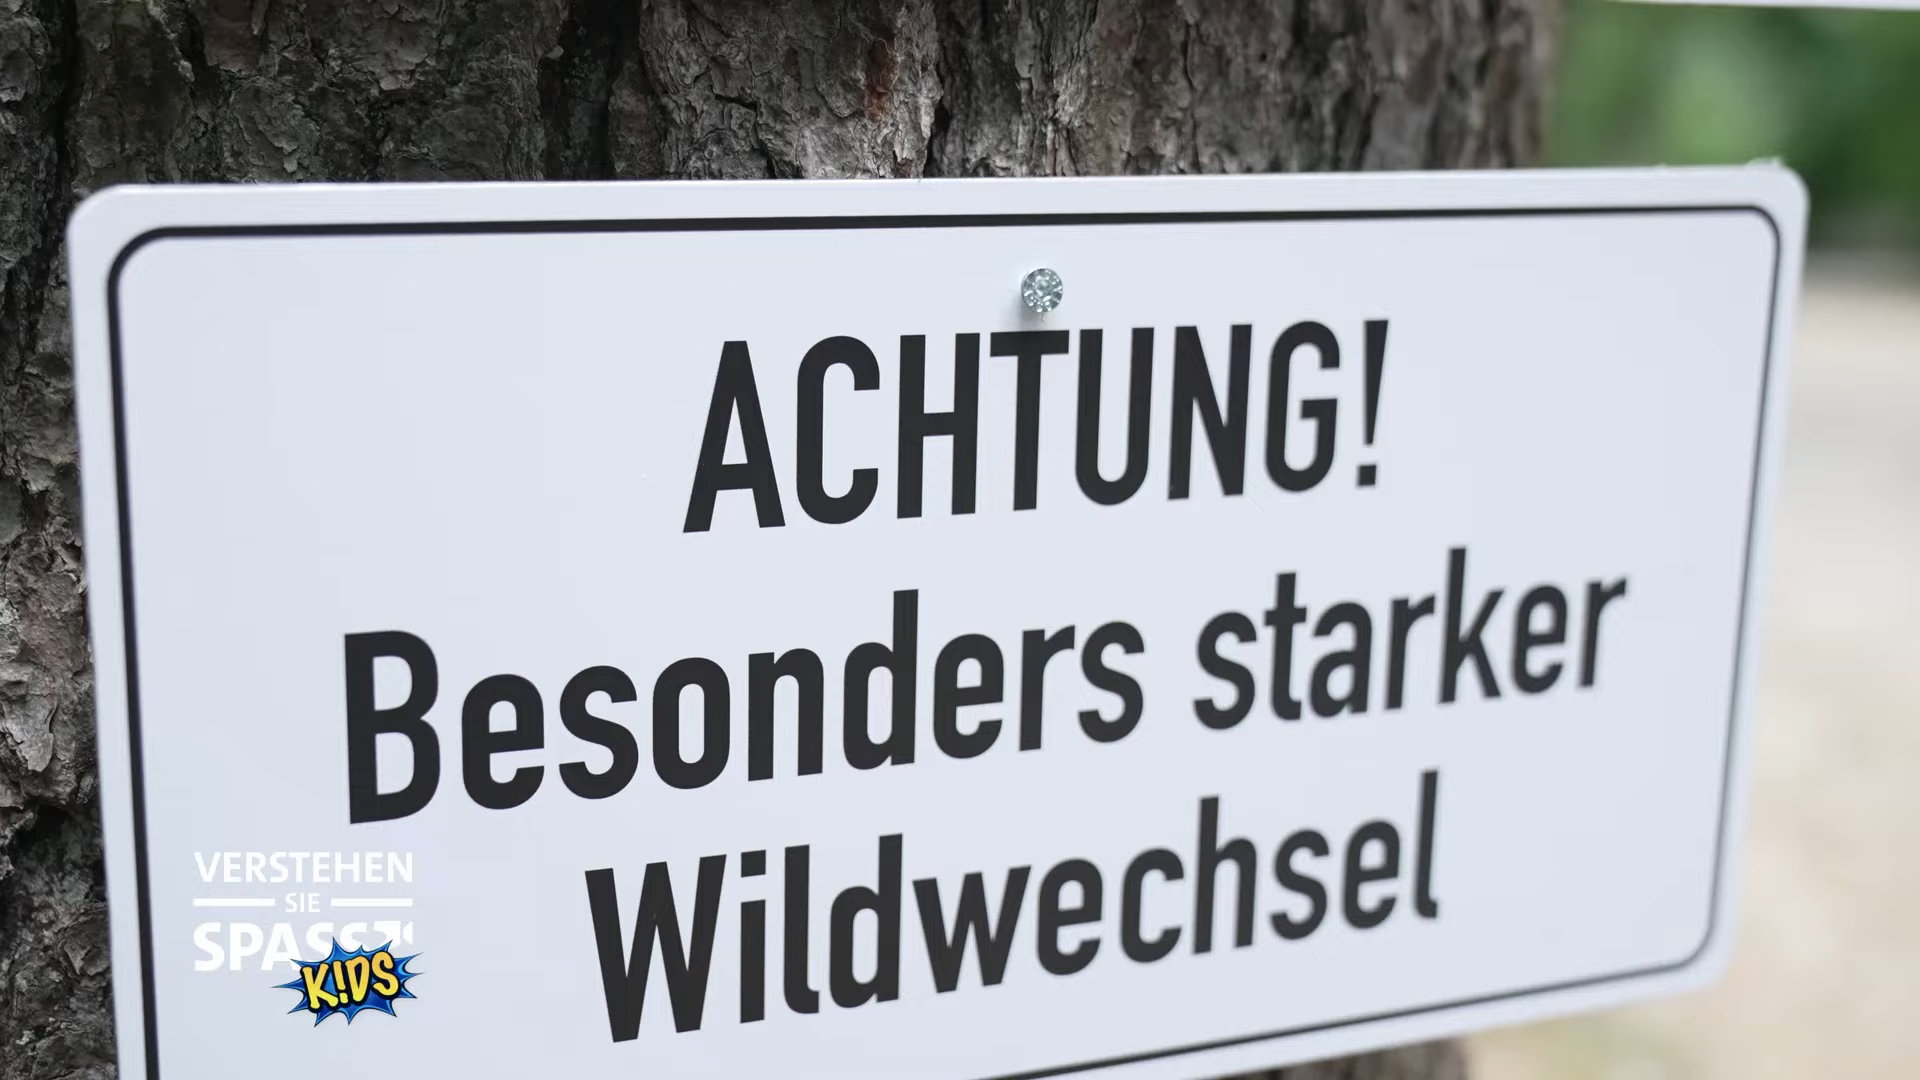 ACHTUNG!
Besonders starker
Wildwechsel
VERSTEHEN
SIE
SPASS
K!DS